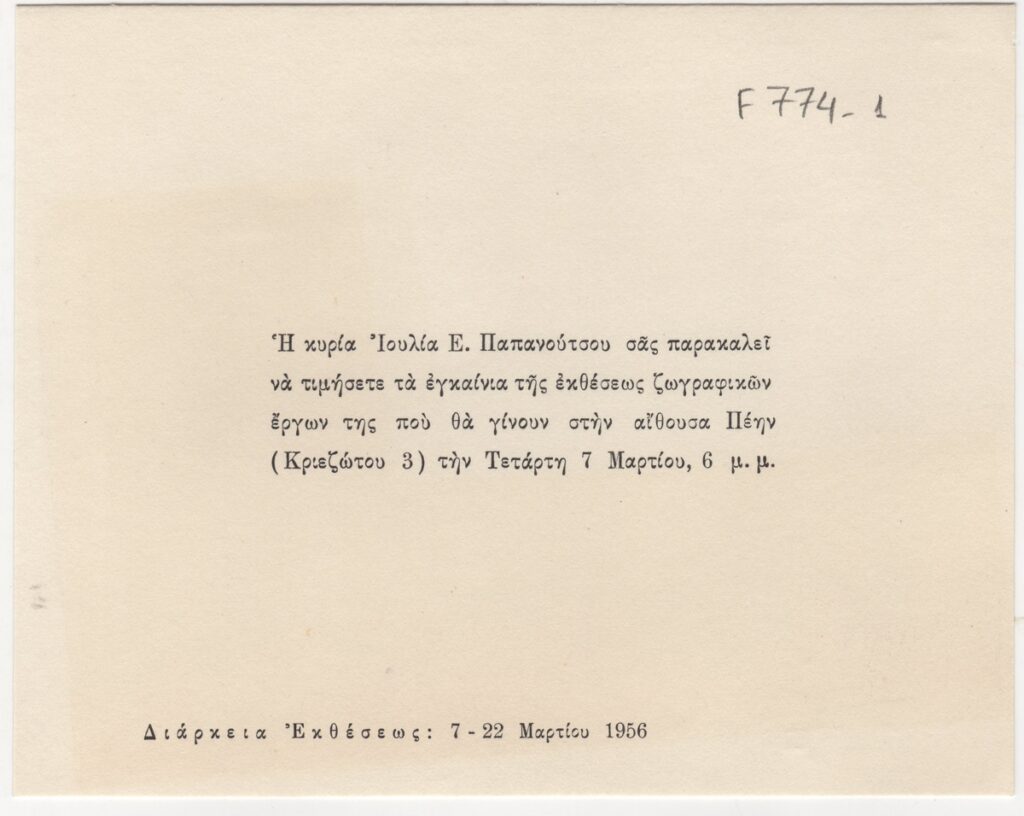 F 774-1
Ἡ κυρία Ἰουλία Ε. Παπανούτσου σᾶς παρακαλεῖ
νὰ τιμήσετε τὰ ἐγκαίνια τῆς ἐκθέσεως ζωγραφικῶν
ἔργων της ποὺ θὰ γίνουν στὴν αἴθουσα Πέην
(Κριεζώτου 3) τὴν Τετάρτη 7 Μαρτίου, 6 μ. μ.
Διάρκεια Ἐκθέσεως: 7 - 22 Μαρτίου 1956